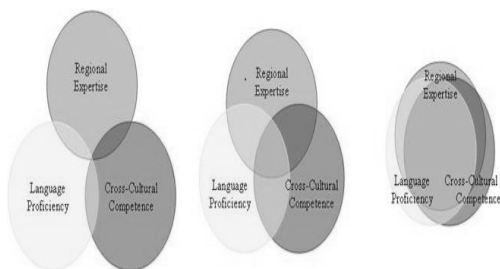 Regional
Expertise
Language
Proficiency
Cross-Cultural
Competence
Regional
Expertise
Language
Proficiency
Cross-Cultural
Competence
Regional
Expertise
Language
Proficiency
Cross-Cultural
Competence